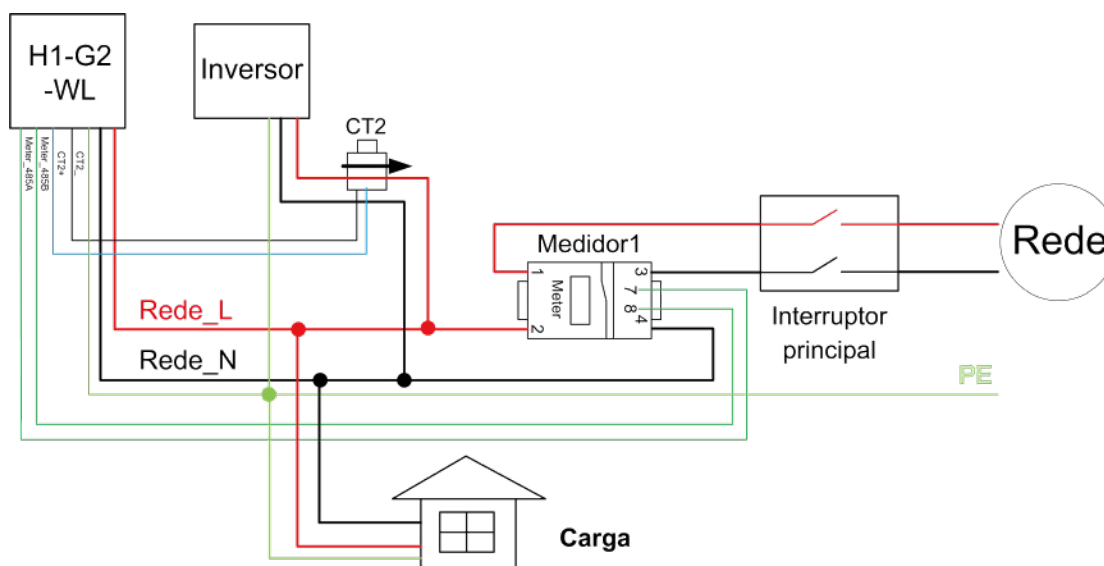 H1-G2
-WL
Inversor
CT2
Meter_485A
Meter_485B
CT2+
CT2_
Medidor1
1
2
Meter
3
7
8
4
Rede
Interruptor
principal
Rede_L
Rede_N
PE
Carga